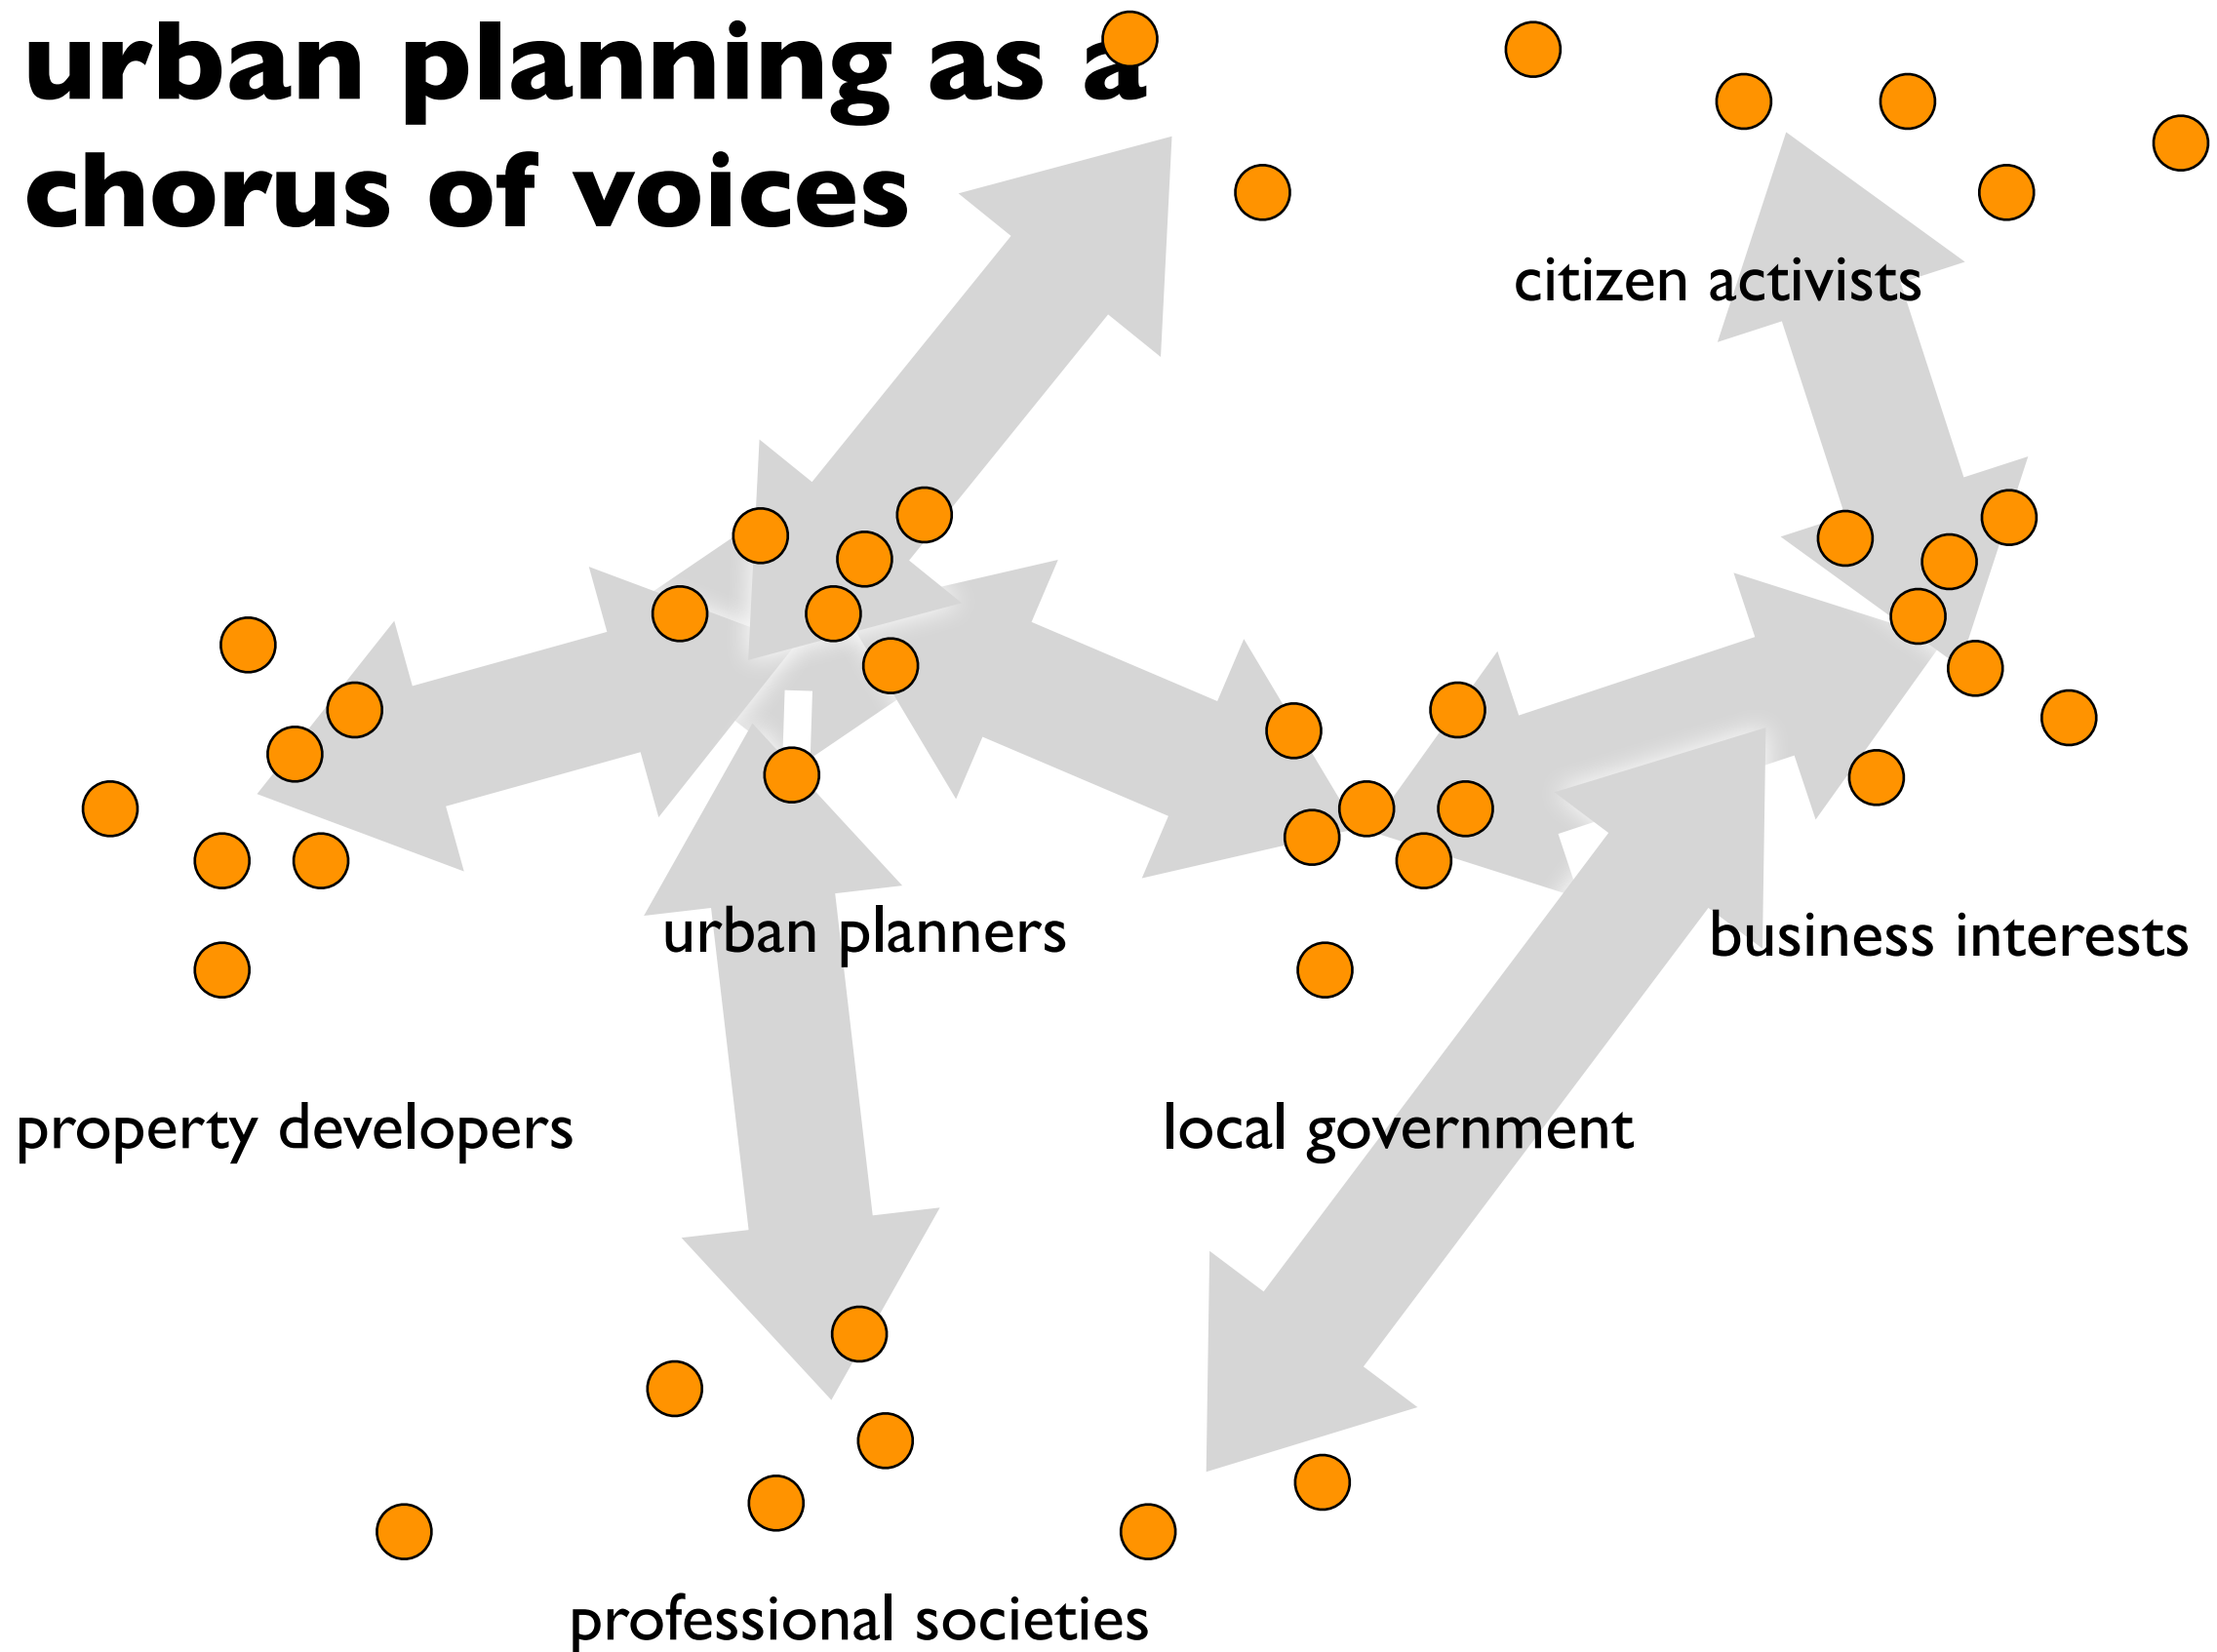 urban planning as a
chorus of voices
citizen activists
urban planners
business interests
property developers
local government
professional societies